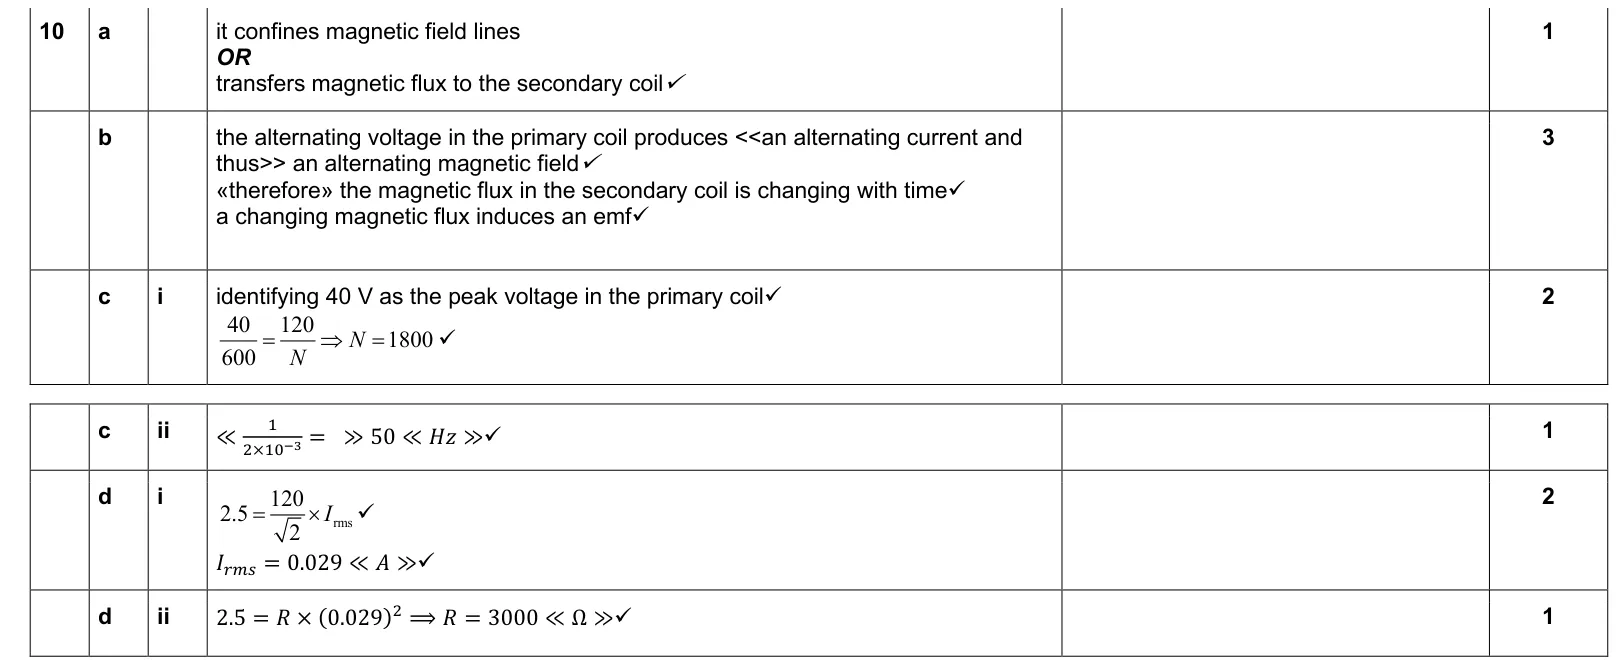 10 a it confines magnetic field lines 1
OR
transfers magnetic flux to the secondary coil ✓
b the alternating voltage in the primary coil produces <<an alternating current and 3
thus>> an alternating magnetic field ✓
«therefore» the magnetic flux in the secondary coil is changing with time✓
a changing magnetic flux induces an emf✓
c i identifying 40 V as the peak voltage in the primary coil✓ 2
40/600 = 120/N ⇒ N = 1800 ✓
c ii ≪ 1/(2×10⁻³) = ≫ 50 ≪ Hz ≫✓ 1
d i 2.5 = 120/√2 × I_rms ✓ 2
I_rms = 0.029 ≪ A ≫✓
d ii 2.5 = R × (0.029)² ⟹ R = 3000 ≪ Ω ≫✓ 1